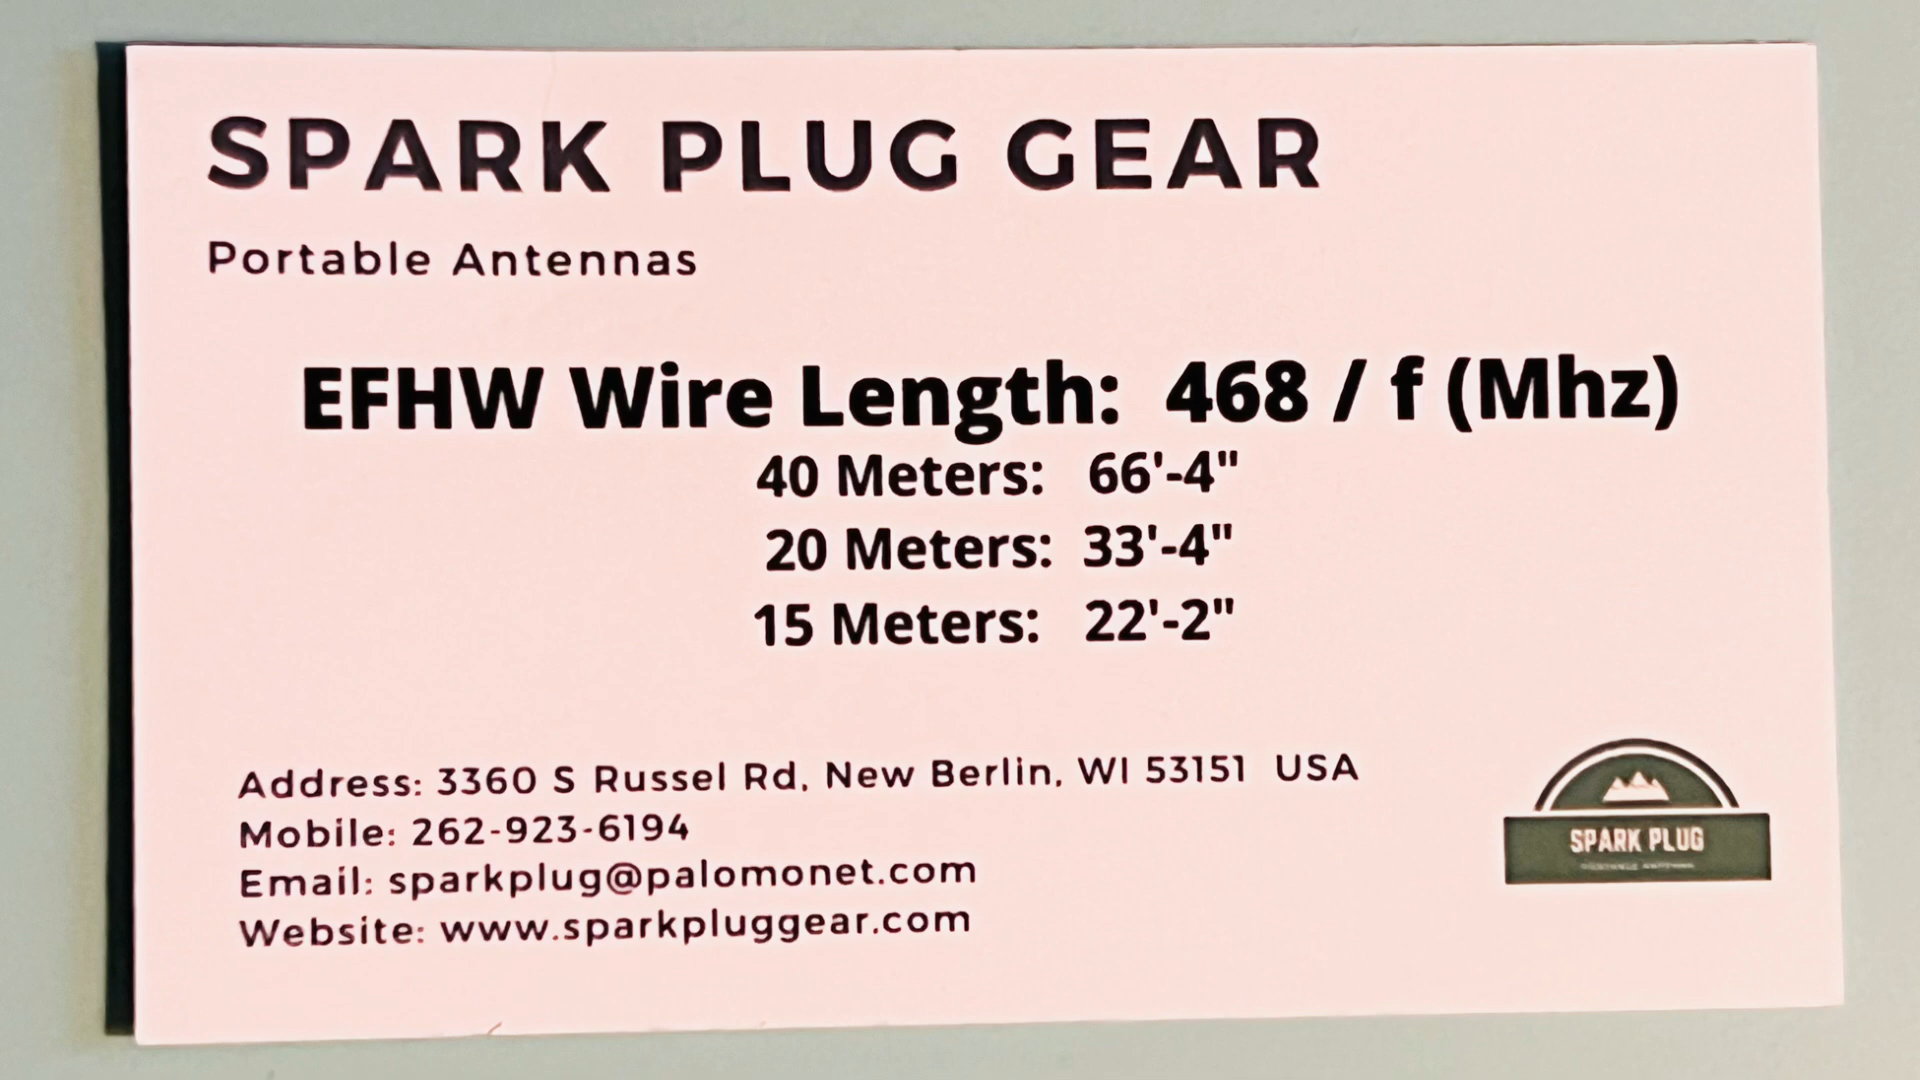 SPARK PLUG GEAR
Portable Antennas
EFHW Wire Length: 468 / f (Mhz)
40 Meters: 66'-4"
20 Meters: 33'-4"
15 Meters: 22'-2"
Address: 3360 S Russel Rd, New Berlin, WI 53151 USA
Mobile: 262-923-6194
Email: sparkplug@palomonet.com
Website: www.sparkpluggear.com
SPARK PLUG